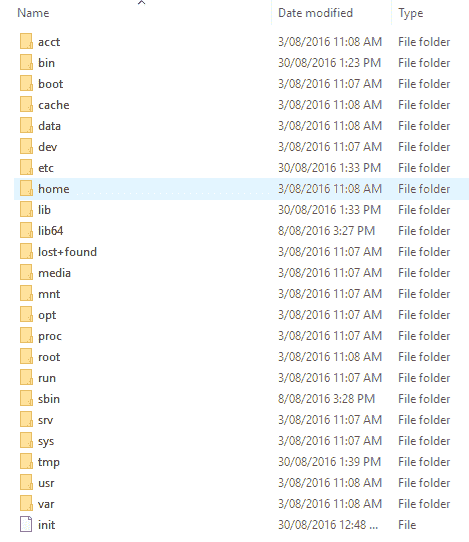 Name Date modified Type
acct 3/08/2016 11:08 AM File folder
bin 30/08/2016 1:23 PM File folder
boot 3/08/2016 11:07 AM File folder
cache 3/08/2016 11:08 AM File folder
data 3/08/2016 11:08 AM File folder
dev 3/08/2016 11:07 AM File folder
etc 30/08/2016 1:33 PM File folder
home 3/08/2016 11:08 AM File folder
lib 30/08/2016 1:33 PM File folder
lib64 8/08/2016 3:27 PM File folder
lost+found 3/08/2016 11:07 AM File folder
media 3/08/2016 11:07 AM File folder
mnt 3/08/2016 11:07 AM File folder
opt 3/08/2016 11:07 AM File folder
proc 3/08/2016 11:07 AM File folder
root 3/08/2016 11:08 AM File folder
run 3/08/2016 11:07 AM File folder
sbin 8/08/2016 3:28 PM File folder
srv 3/08/2016 11:07 AM File folder
sys 3/08/2016 11:07 AM File folder
tmp 30/08/2016 1:39 PM File folder
usr 3/08/2016 11:08 AM File folder
var 3/08/2016 11:08 AM File folder
init 30/08/2016 12:48 ... File